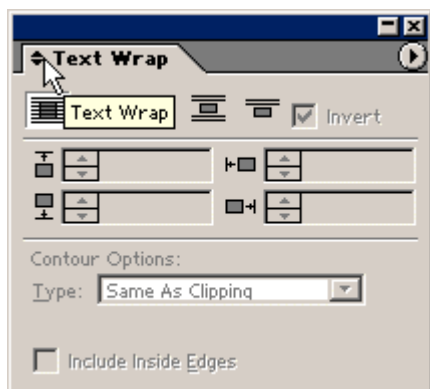 Text Wrap
Text Wrap
Invert
Contour Options:
Type: Same As Clipping
Include Inside Edges